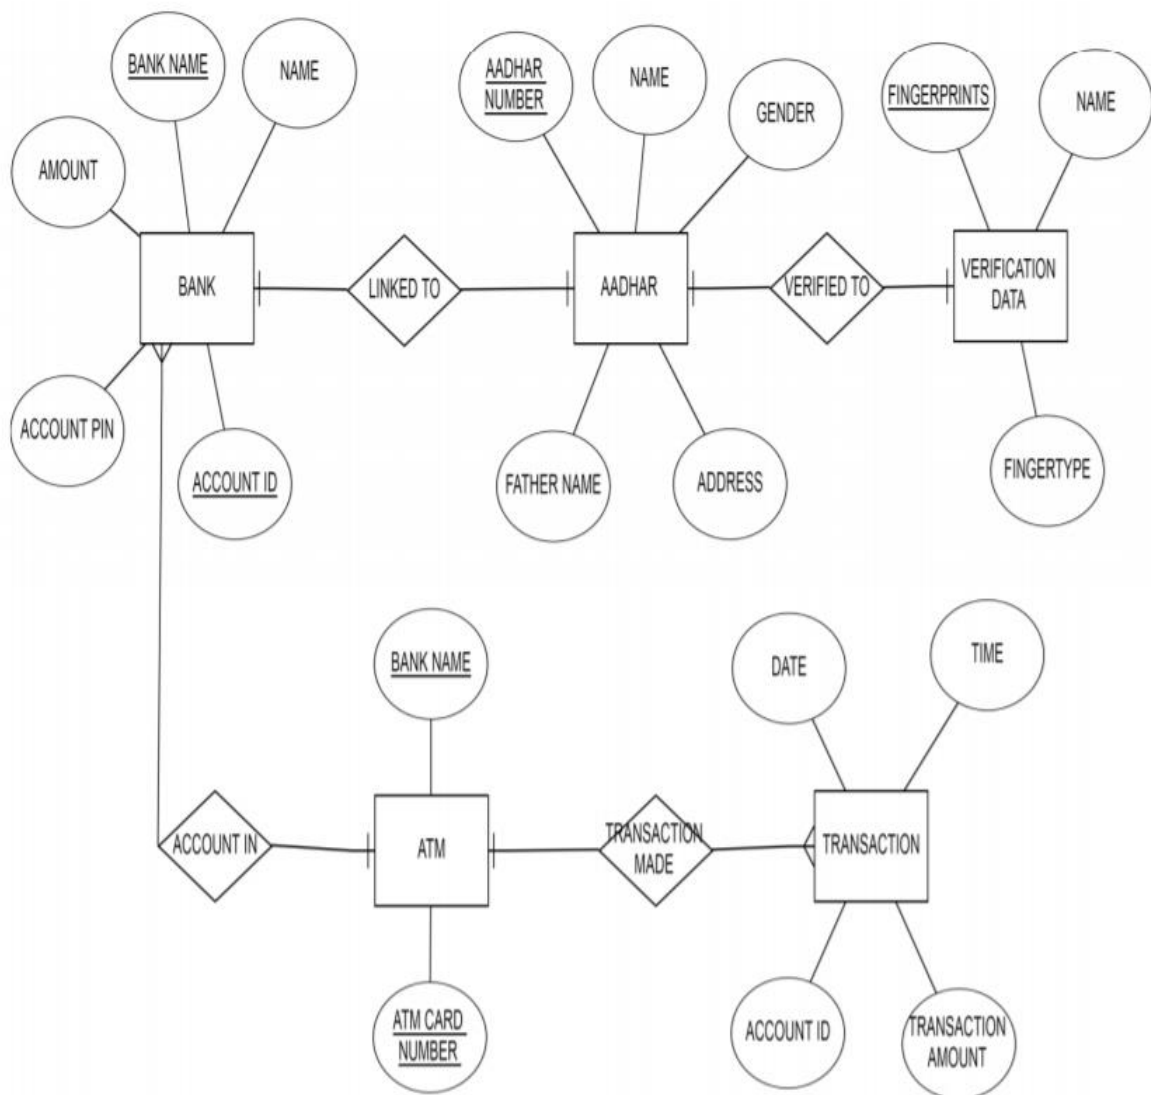 BANK NAME
NAME
AMOUNT
BANK
ACCOUNT PIN
ACCOUNT ID
LINKED TO
AADHAR
NUMBER
NAME
GENDER
AADHAR
FATHER NAME
ADDRESS
VERIFIED TO
FINGERPRINTS
NAME
VERIFICATION
DATA
FINGERTYPE
ACCOUNT IN
BANK NAME
ATM
ATM CARD
NUMBER
TRANSACTION
MADE
DATE
TIME
TRANSACTION
ACCOUNT ID
TRANSACTION
AMOUNT